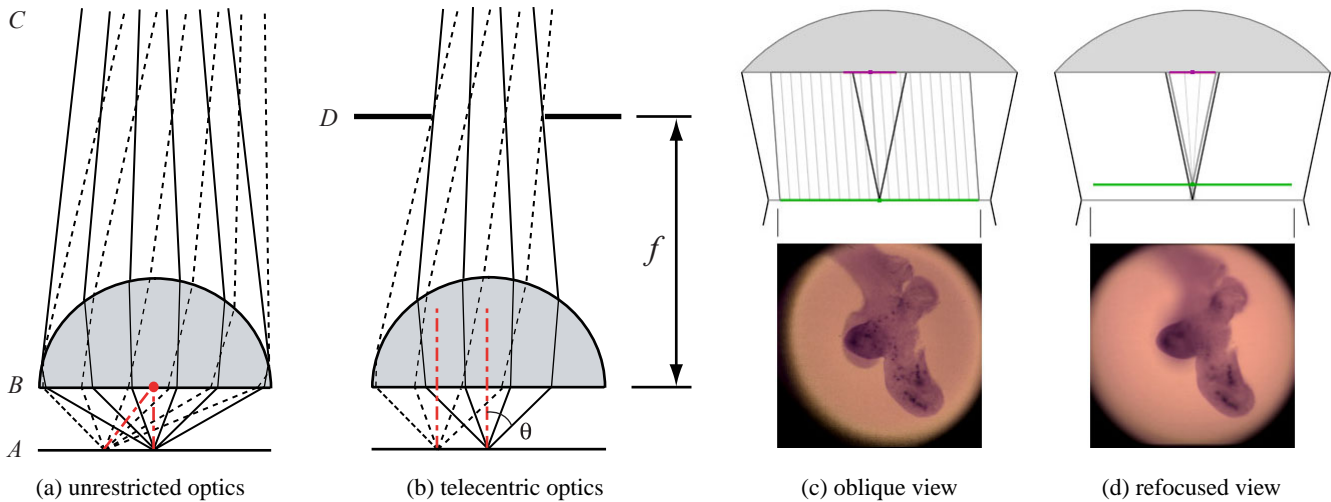 C
D
f
B
θ
A
(a) unrestricted optics
(b) telecentric optics
(c) oblique view
(d) refocused view